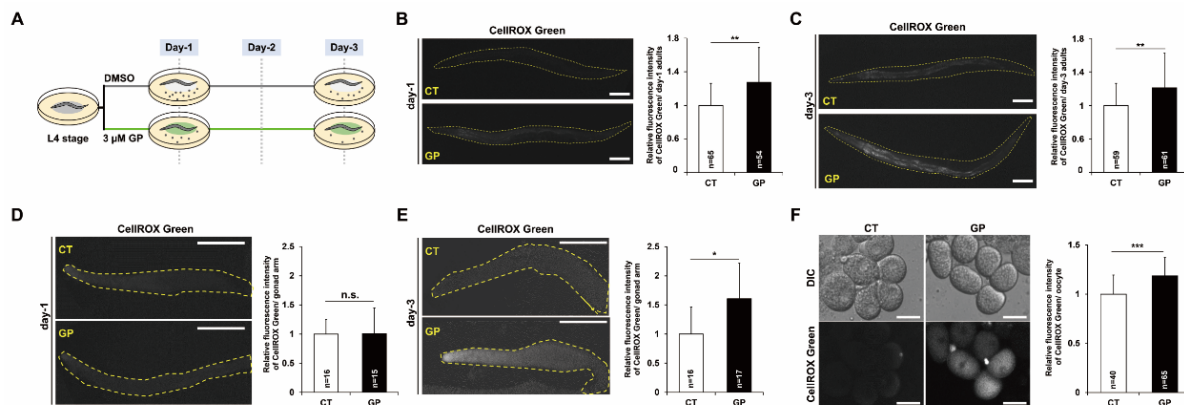 A
Day-1
Day-2
Day-3
DMSO
L4 stage
3 µM GP
B
CellROX Green
day-1
CT
GP
Relative fluorescence intensity
of CellROX Green/ day-1 adults
1.8
1.4
1
0.6
0
**
n=65
n=54
CT
GP
C
CellROX Green
day-3
CT
GP
Relative fluorescence intensity
of CellROX Green/ day-3 adults
1.8
1.4
1
0.6
0
**
n=59
n=61
CT
GP
D
CellROX Green
day-1
CT
GP
Relative fluorescence intensity
of CellROX Green/ gonad arm
2.5
2
1.5
1
0.5
0
n.s.
n=16
n=15
CT
GP
E
CellROX Green
day-3
CT
GP
Relative fluorescence intensity
of CellROX Green/ gonad arm
2.5
2
1.5
1
0.5
0
*
n=16
n=17
CT
GP
F
CT
GP
DIC
CellROX Green
Relative fluorescence intensity
of CellROX Green/ oocyte
1.5
1
0.5
0
***
n=40
n=65
CT
GP